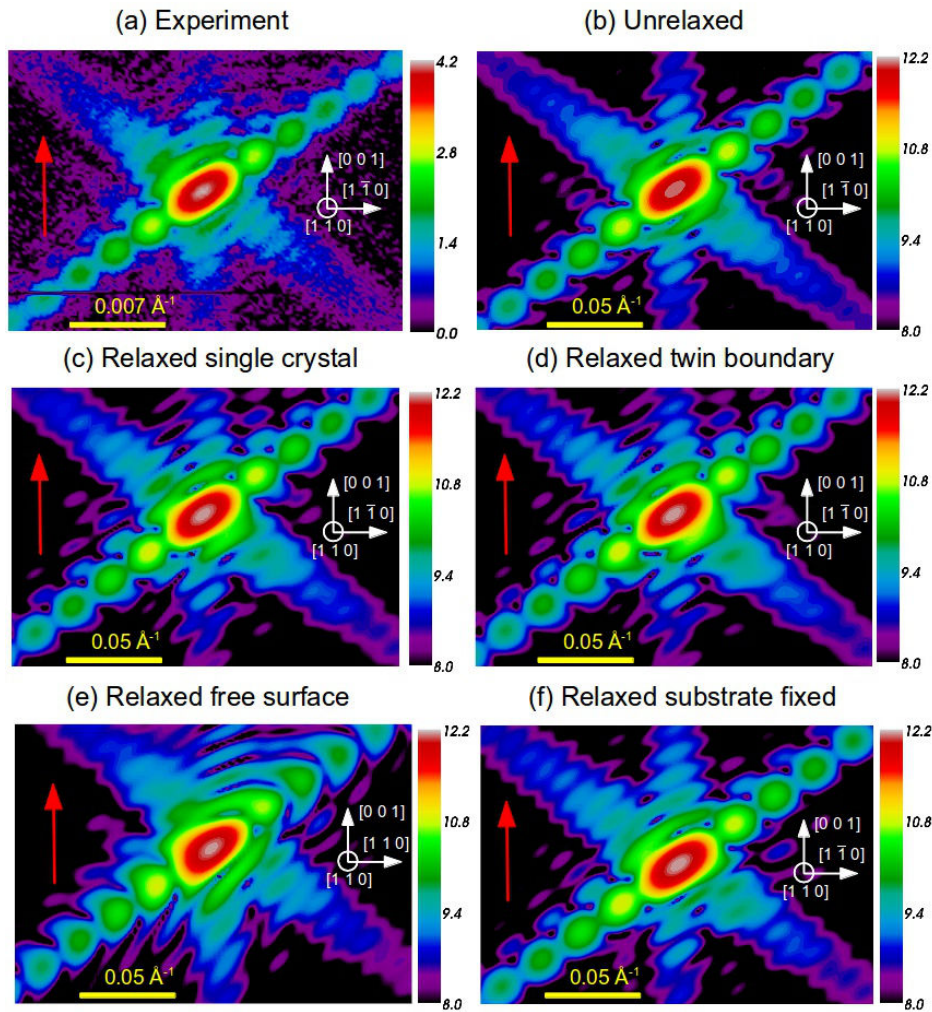 (a) Experiment
4.2
2.8
1.4
0.0
[0 0 1]
[1 1̄ 0]
[1 1 0]
0.007 Å⁻¹
(b) Unrelaxed
12.2
10.8
9.4
8.0
[0 0 1]
[1 1̄ 0]
[1 1 0]
0.05 Å⁻¹
(c) Relaxed single crystal
12.2
10.8
9.4
8.0
[0 0 1]
[1 1̄ 0]
[1 1 0]
0.05 Å⁻¹
(d) Relaxed twin boundary
12.2
10.8
9.4
8.0
[0 0 1]
[1 1̄ 0]
[1 1 0]
0.05 Å⁻¹
(e) Relaxed free surface
12.2
10.8
9.4
8.0
[0 0 1]
[1 1 0]
[1 1̄ 0]
0.05 Å⁻¹
(f) Relaxed substrate fixed
12.2
10.8
9.4
8.0
[0 0 1]
[1 1̄ 0]
[1 1 0]
0.05 Å⁻¹